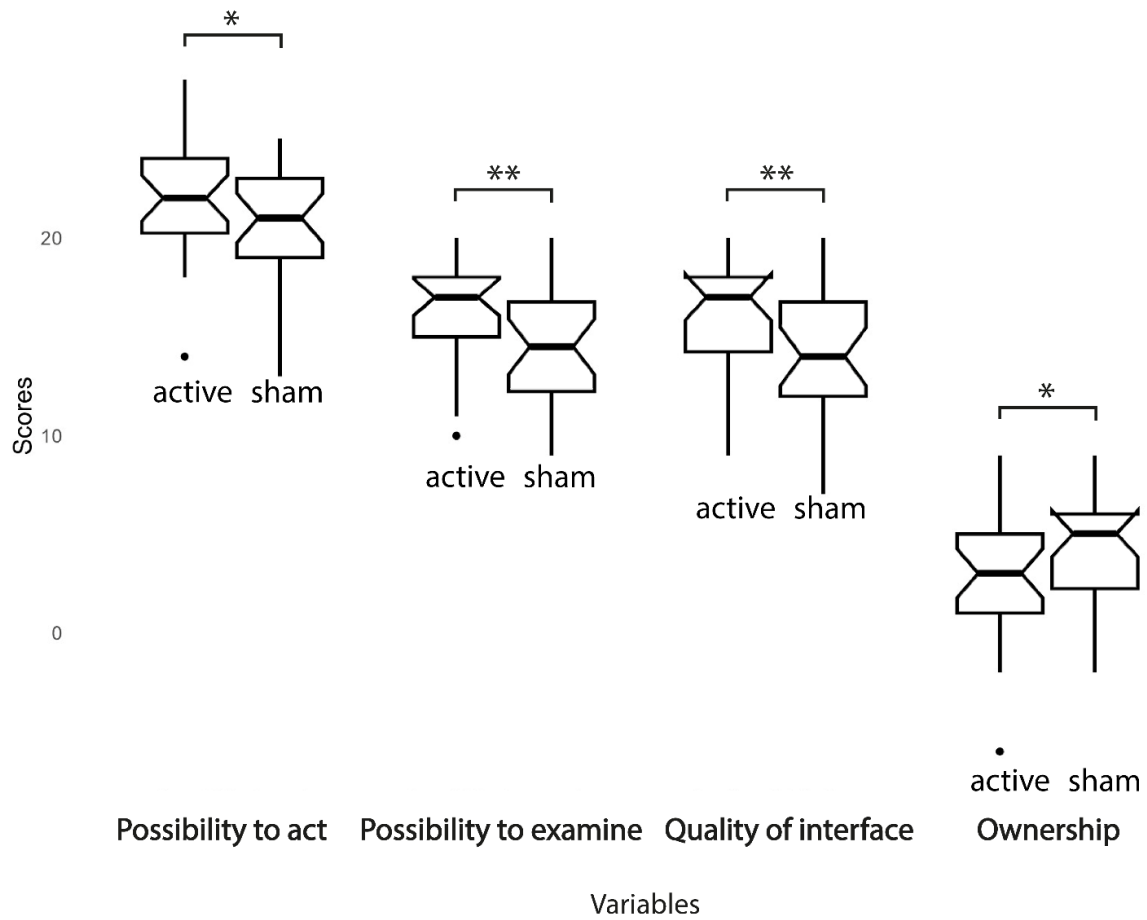 *
** **
20
active sham
*
Scores
10
active sham
active sham
0
active sham
Possibility to act Possibility to examine Quality of interface Ownership
Variables